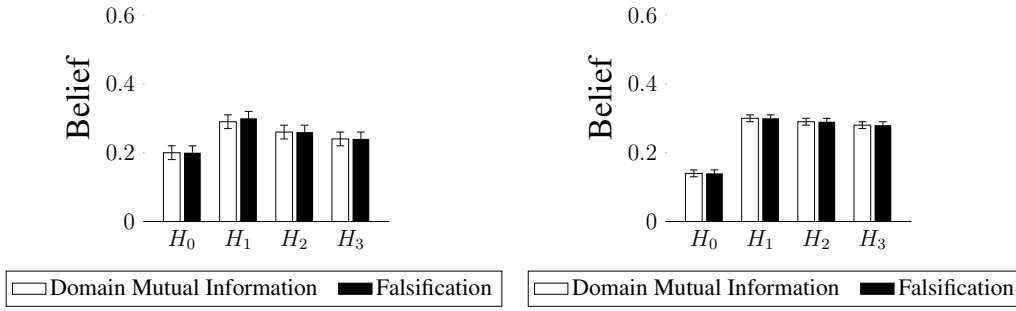 0.6
0.4
0.2
0
Belief
H₀ H₁ H₂ H₃
Domain Mutual Information Falsification
0.6
0.4
0.2
0
Belief
H₀ H₁ H₂ H₃
Domain Mutual Information Falsification